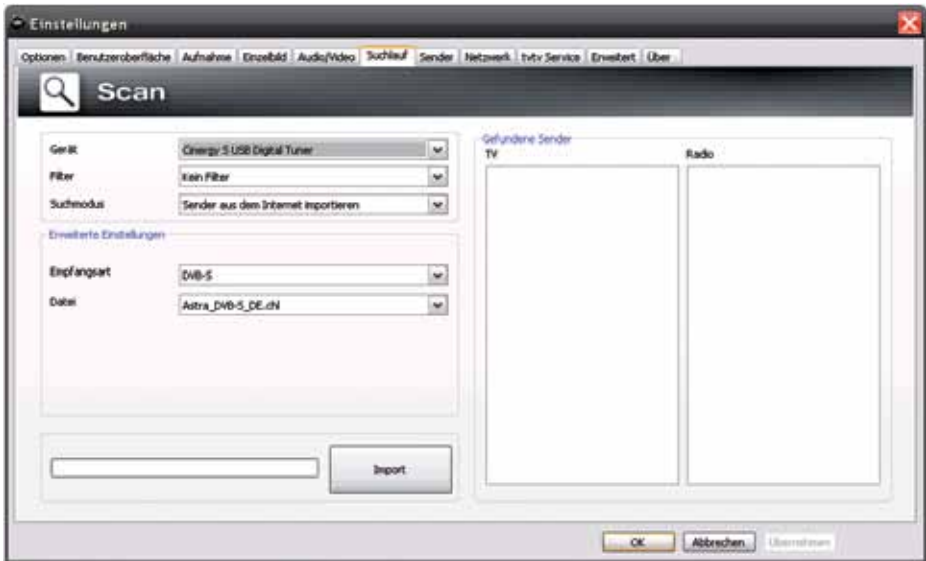 Einstellungen
Optionen Benutzeroberfläche Aufnahme Einzelbild Audio/Video Suchlauf Sender Netzwerk tvtv Service Erweitert Über
Scan
Gerät Cinergy S USB Digital Tuner
Filter Kein Filter
Suchmodus Sender aus dem Internet importieren
Erweiterte Einstellungen
Empfangsart DVB-S
Datei Astra_DVB-S_DE.chl
Import
Gefundene Sender
TV Radio
OK Abbrechen Übernehmen